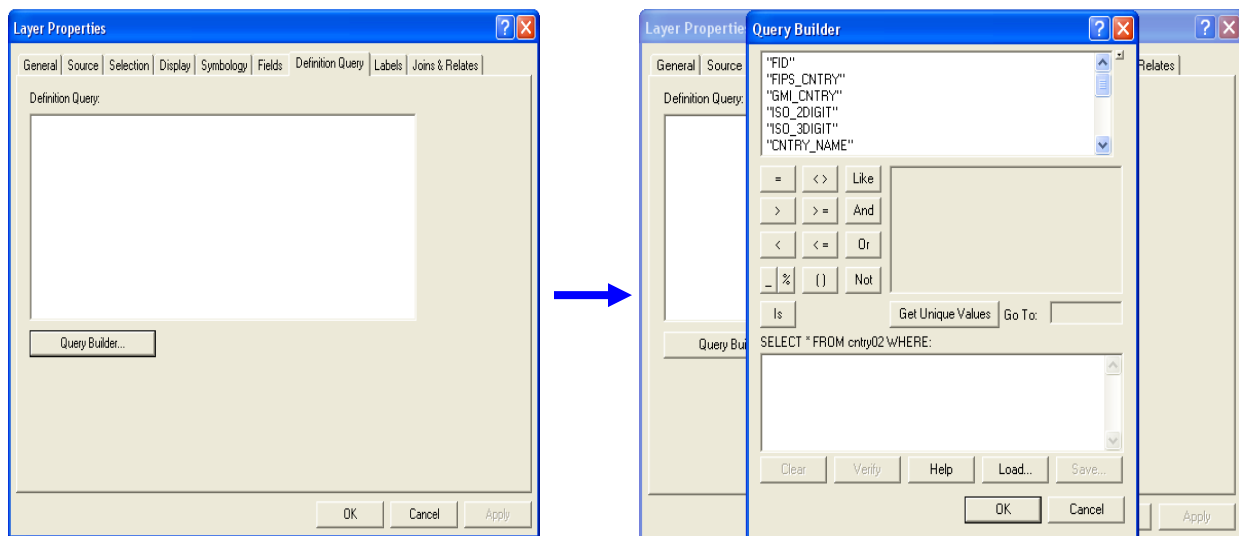 Layer Properties
General Source Selection Display Symbology Fields Definition Query Labels Joins & Relates
Definition Query:
Query Builder...
OK Cancel Apply
Layer Propertie
General Source Relates
Definition Query:
Query Bui
Apply
Query Builder
"FID"
"FIPS_CNTRY"
"GMI_CNTRY"
"ISO_2DIGIT"
"ISO_3DIGIT"
"CNTRY_NAME"
= < > Like
> > = And
< < = Or
_ % ( ) Not
Is Get Unique Values Go To:
SELECT * FROM cntry02 WHERE:
Clear Verify Help Load... Save...
OK Cancel